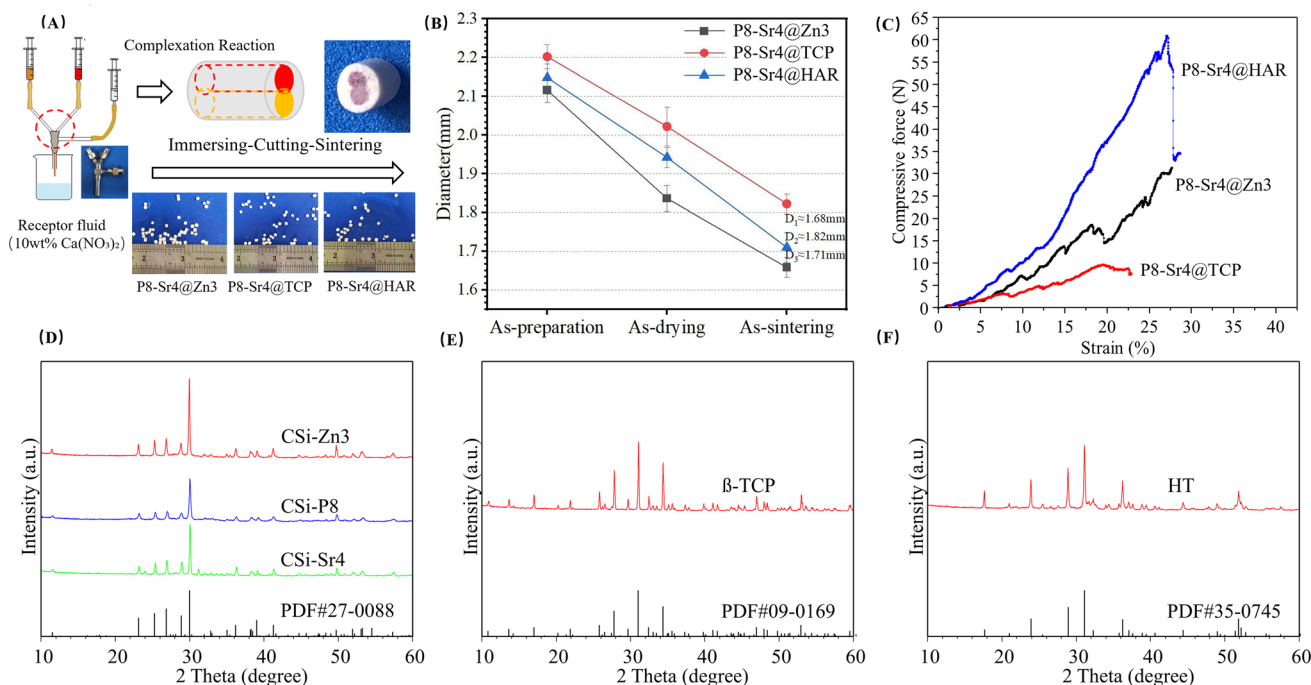 (A)
Complexation Reaction
Immersing-Cutting-Sintering
Receptor fluid
(10wt% Ca(NO₃)₂)
P8-Sr4@Zn3
P8-Sr4@TCP
P8-Sr4@HAR
(B)
Diameter(mm)
2.3
2.2
2.1
2.0
1.9
1.8
1.7
1.6
P8-Sr4@Zn3
P8-Sr4@TCP
P8-Sr4@HAR
D₁≈1.68mm
D₂≈1.82mm
D₃≈1.71mm
As-preparation
As-drying
As-sintering
(C)
Compressive force (N)
65
60
55
50
45
40
35
30
25
20
15
10
5
0
P8-Sr4@HAR
P8-Sr4@Zn3
P8-Sr4@TCP
0 5 10 15 20 25 30 35 40
Strain (%)
(D)
Intensity (a.u.)
CSi-Zn3
CSi-P8
CSi-Sr4
PDF#27-0088
10 20 30 40 50 60
2 Theta (degree)
(E)
Intensity (a.u.)
ß-TCP
PDF#09-0169
10 20 30 40 50 60
2 Theta (degree)
(F)
Intensity (a.u.)
HT
PDF#35-0745
10 20 30 40 50 60
2 Theta (degree)